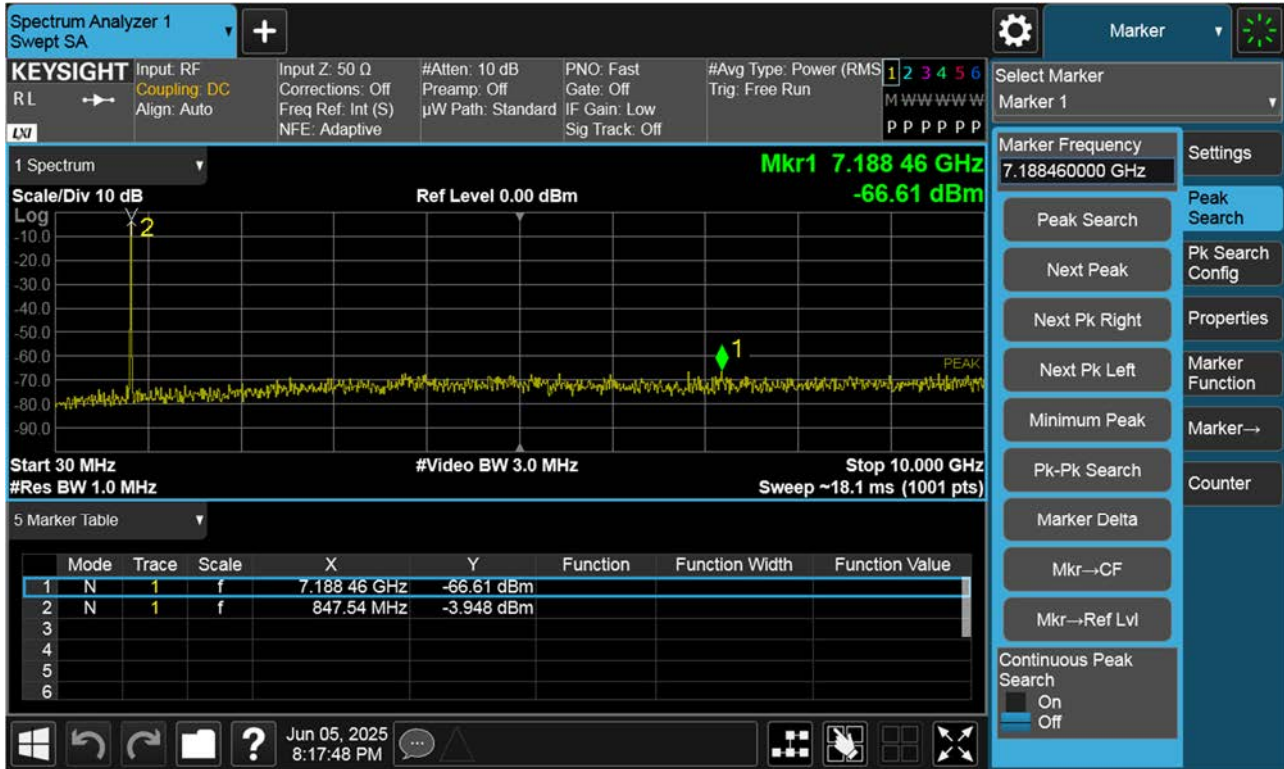 Spectrum Analyzer 1
Swept SA
+
Marker
KEYSIGHT
RL
LXI
Input: RF
Coupling: DC
Align: Auto
Input Z: 50 Ω
Corrections: Off
Freq Ref: Int (S)
NFE: Adaptive
#Atten: 10 dB
Preamp: Off
µW Path: Standard
PNO: Fast
Gate: Off
IF Gain: Low
Sig Track: Off
#Avg Type: Power (RMS
Trig: Free Run
1 2 3 4 5 6
M W W W W W
P P P P P P
Select Marker
Marker 1
1 Spectrum
Mkr1 7.188 46 GHz
Scale/Div 10 dB
Ref Level 0.00 dBm
-66.61 dBm
Log
2
-10.0
-20.0
-30.0
-40.0
-50.0
-60.0
1
PEAK
-70.0
-80.0
-90.0
Start 30 MHz
#Video BW 3.0 MHz
Stop 10.000 GHz
#Res BW 1.0 MHz
Sweep ~18.1 ms (1001 pts)
5 Marker Table
Mode Trace Scale X Y Function Function Width Function Value
1 N 1 f 7.188 46 GHz -66.61 dBm
2 N 1 f 847.54 MHz -3.948 dBm
3
4
5
6
Marker Frequency
7.188460000 GHz
Peak Search
Next Peak
Next Pk Right
Next Pk Left
Minimum Peak
Pk-Pk Search
Marker Delta
Mkr→CF
Mkr→Ref Lvl
Continuous Peak
Search
On
Off
Settings
Peak
Search
Pk Search
Config
Properties
Marker
Function
Marker→
Counter
?
Jun 05, 2025
8:17:48 PM